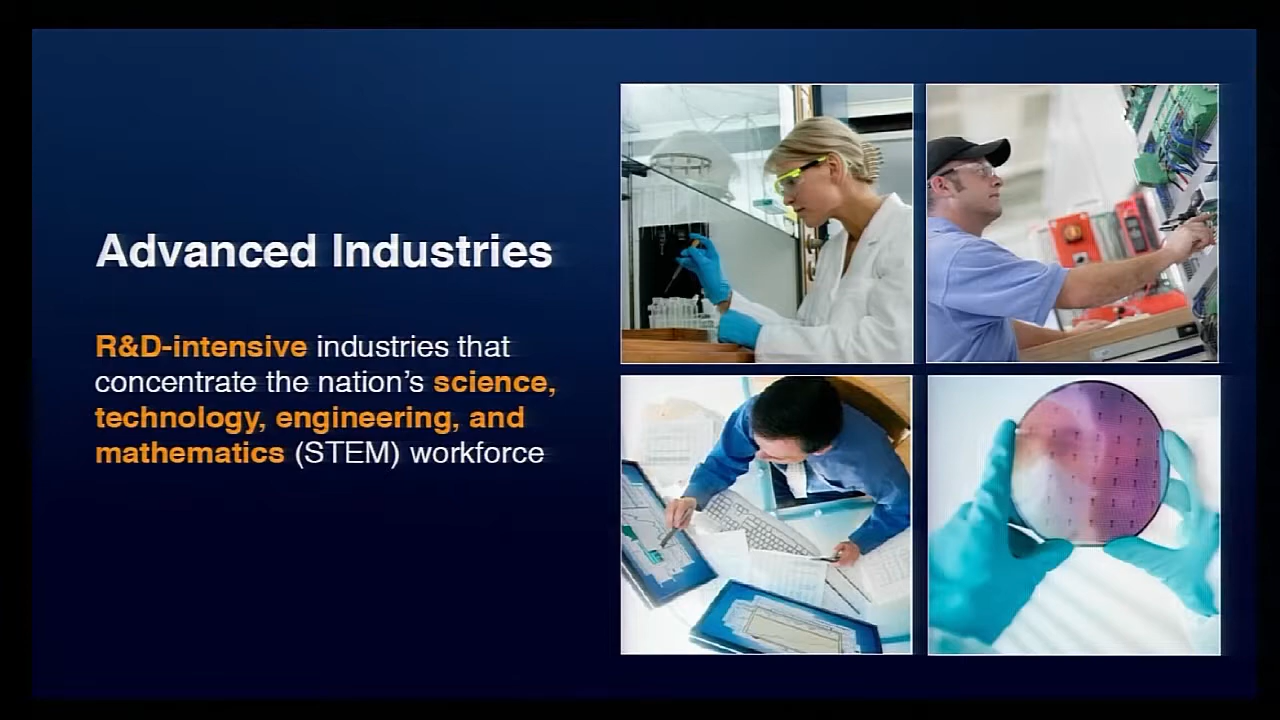 Advanced Industries
R&D-intensive industries that
concentrate the nation's science,
technology, engineering, and
mathematics (STEM) workforce